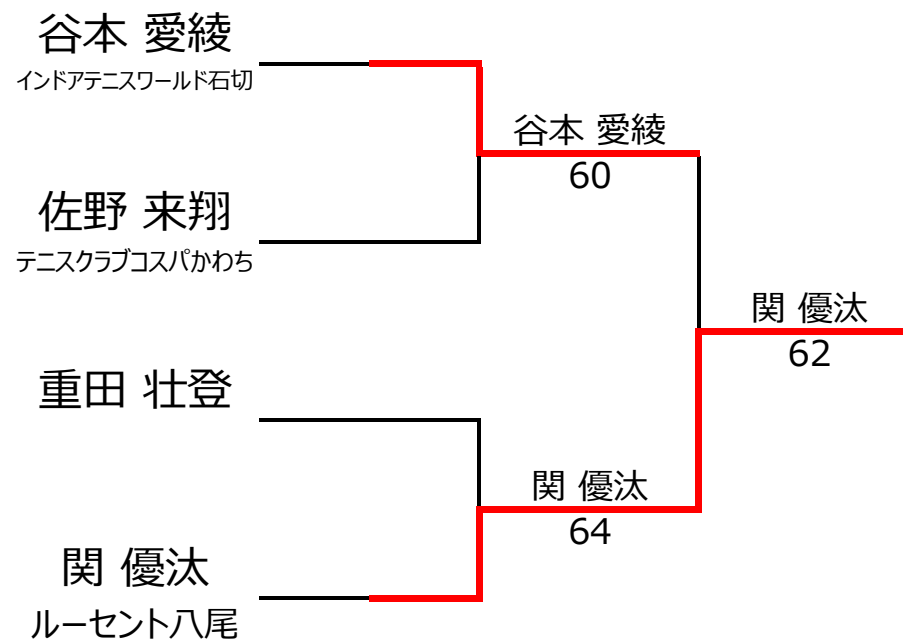 谷本 愛綾
インドアテニスワールド石切
谷本 愛綾
60
佐野 来翔
テニスクラブコスパかわち
関 優汰
62
重田 壮登
関 優汰
64
関 優汰
ルーセント八尾